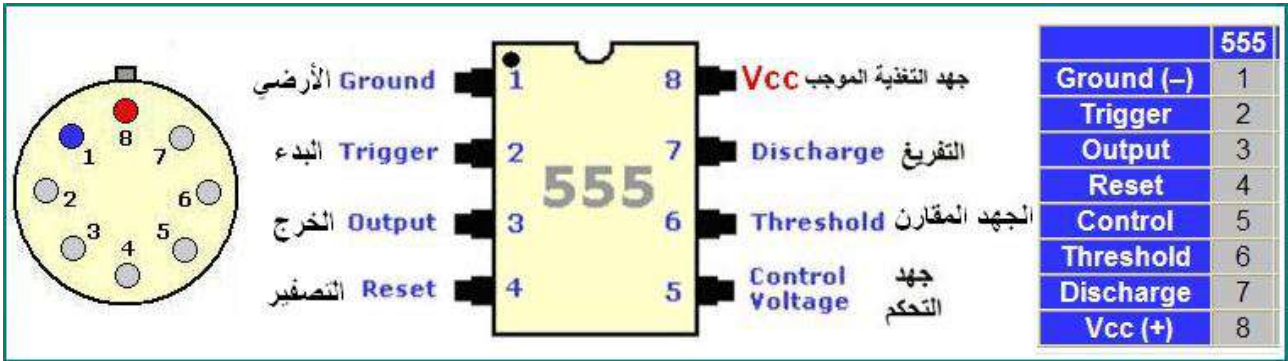 8
1
7
2
6
3
5
4
Ground الأرضي
Trigger البدء
Output الخرج
Reset التصفير
1
2
3
4
555
8
7
6
5
Vcc جهد التغذية الموجب
Discharge التفريغ
Threshold الجهد المقارن
Control جهد
Voltage التحكم
555
Ground (–) 1
Trigger 2
Output 3
Reset 4
Control 5
Threshold 6
Discharge 7
Vcc (+) 8